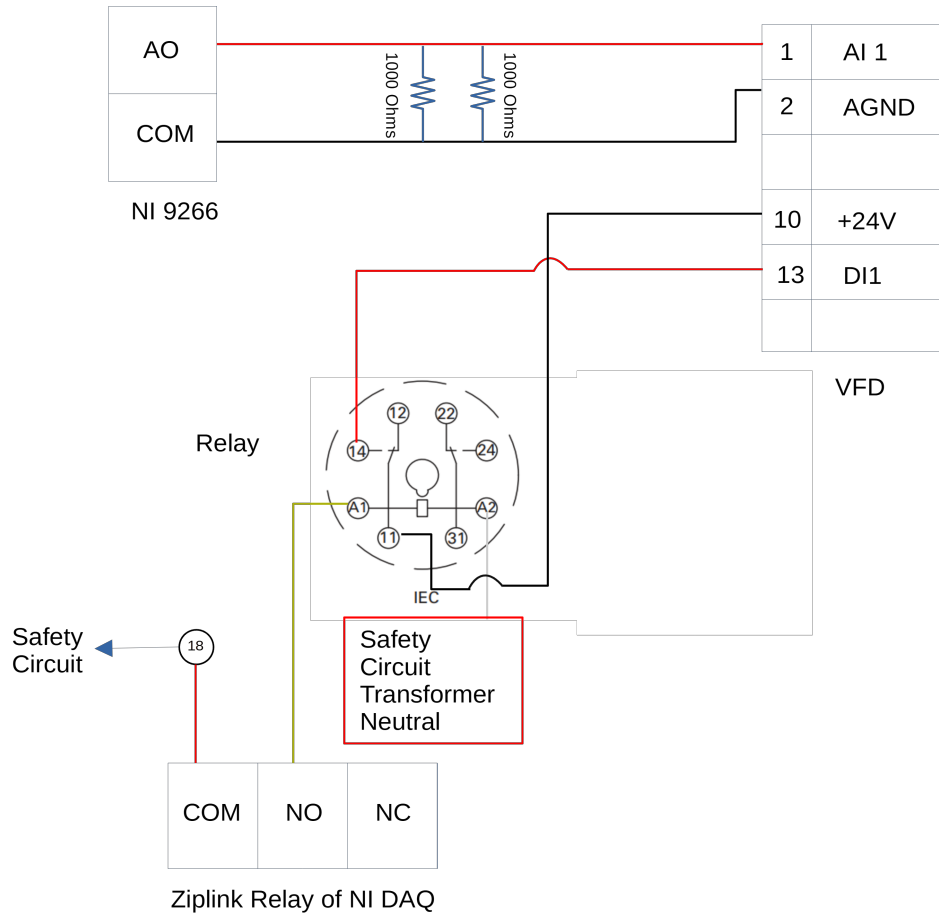 AO
COM
NI 9266
1000 Ohms
1000 Ohms
1 AI 1
2 AGND
10 +24V
13 DI1
VFD
Relay
12 22
14 24
A1 A2
11 31
IEC
Safety
Circuit
18
Safety
Circuit
Transformer
Neutral
COM NO NC
Ziplink Relay of NI DAQ